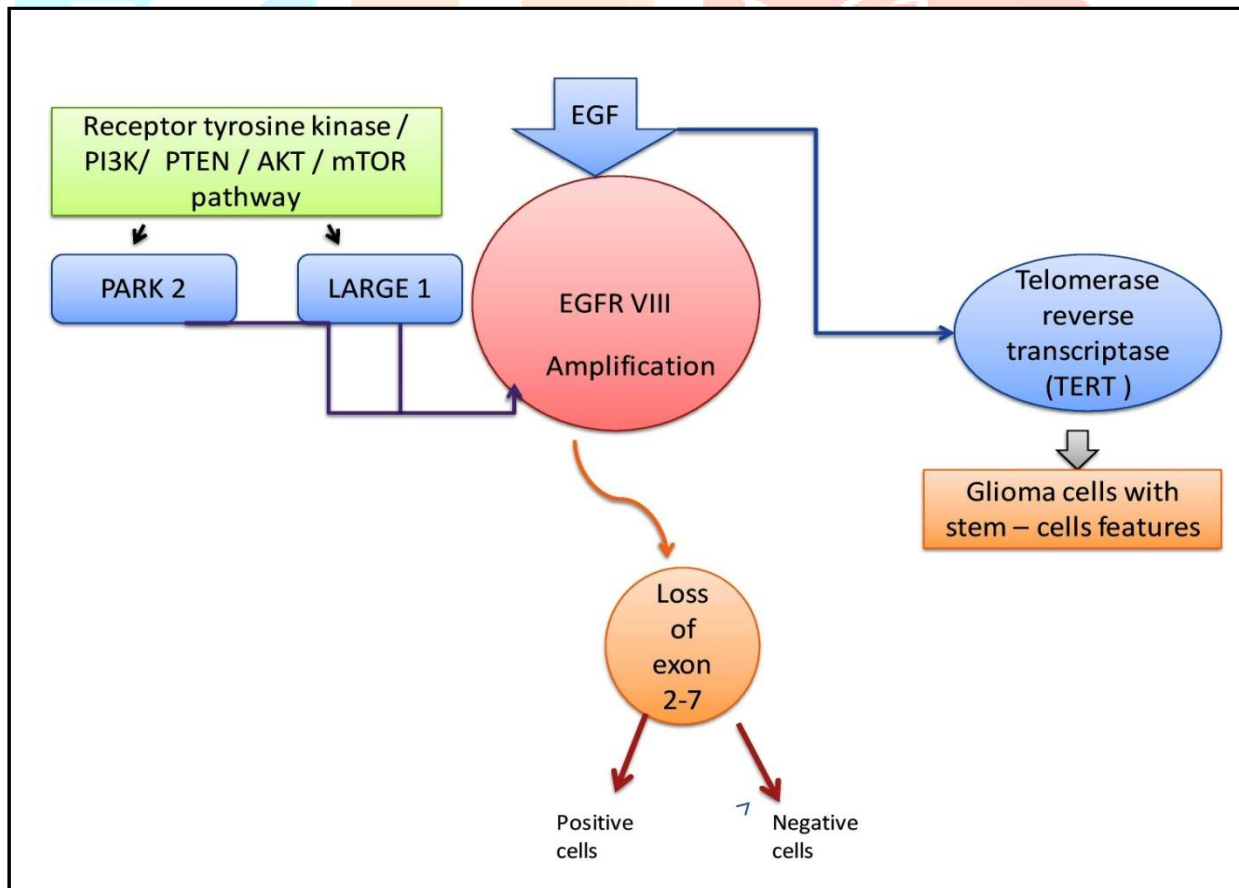 Receptor tyrosine kinase /
PI3K/ PTEN / AKT / mTOR
pathway
PARK 2
LARGE 1
EGF
EGFR VIII
Amplification
Telomerase
reverse
transcriptase
(TERT )
Glioma cells with
stem – cells features
Loss
of
exon
2-7
Positive
cells
Negative
cells